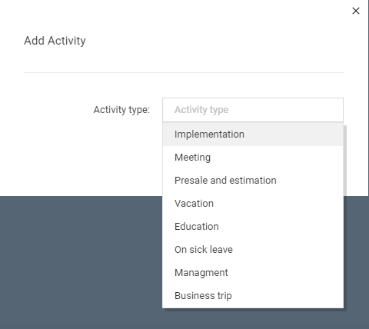 ×
Add Activity
Activity type: Activity type
Implementation
Meeting
Presale and estimation
Vacation
Education
On sick leave
Managment
Business trip